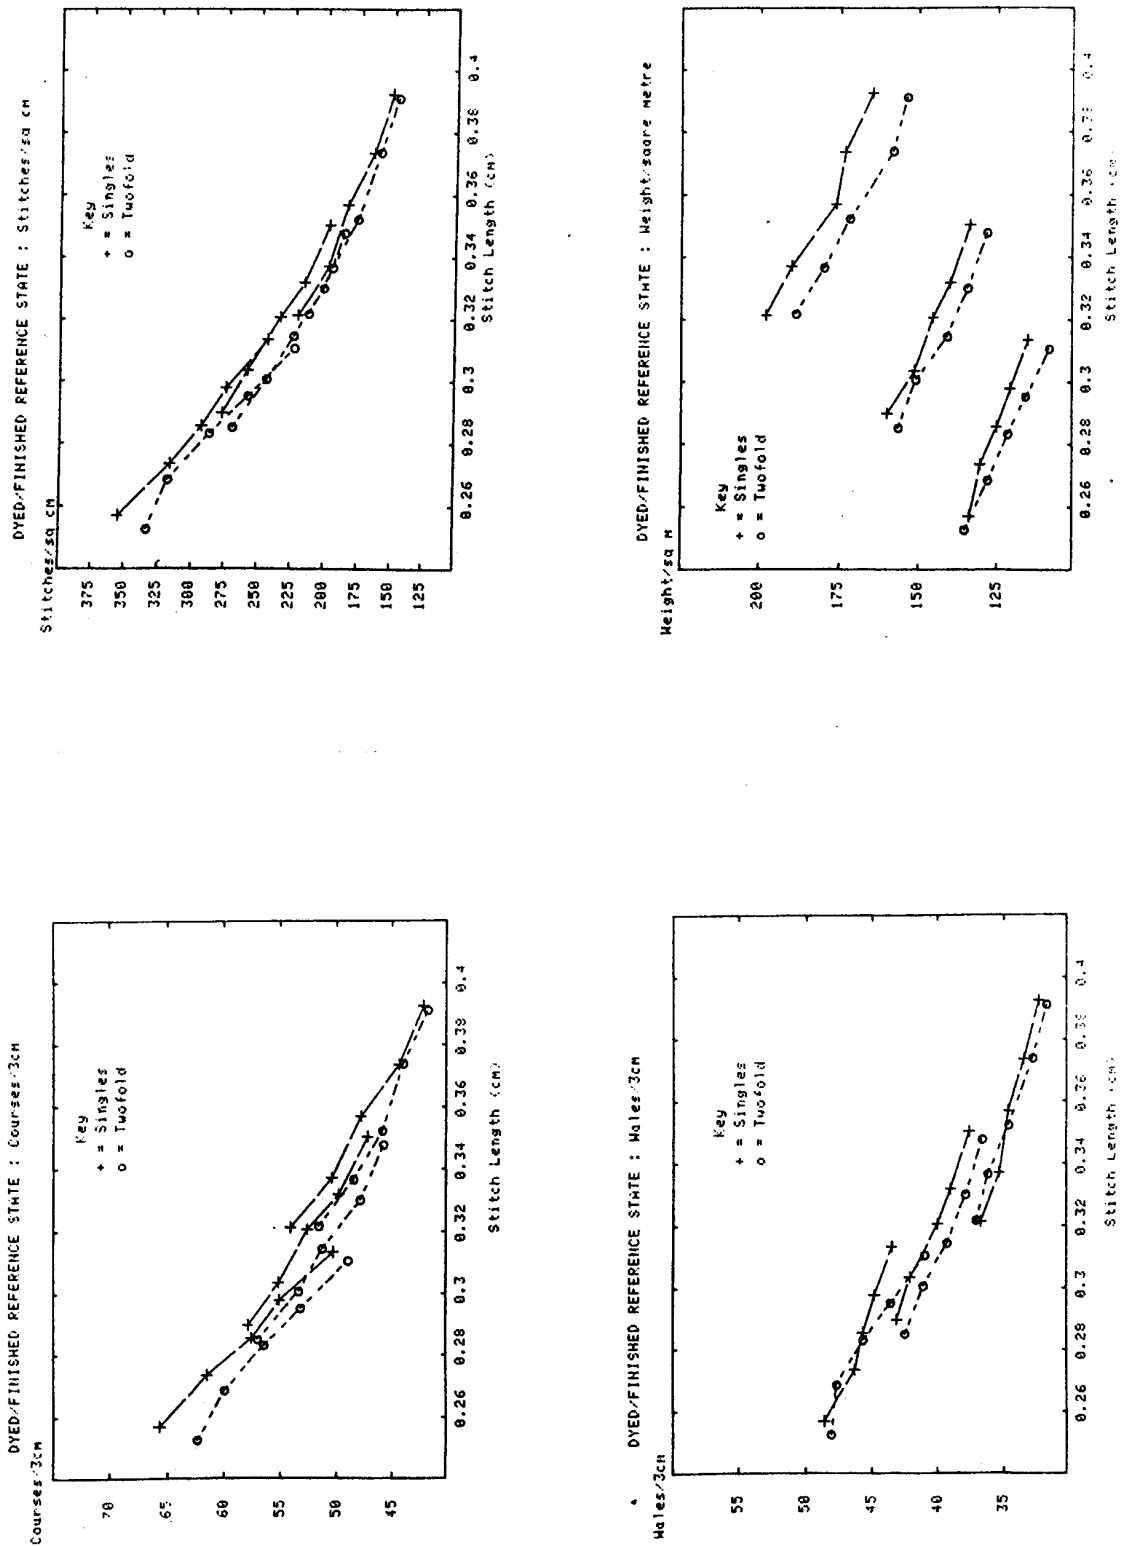 DYED/FINISHED REFERENCE STATE : Courses/3cm
Courses/3cm
70
Key
+ = Singles
o = Twofold
65
60
55
50
45
0.26 0.28 0.3 0.32 0.34 0.36 0.38 0.4
Stitch Length (cm)
DYED/FINISHED REFERENCE STATE : Stitches/sq cm
Stitches/sq cm
375
Key
+ = Singles
o = Twofold
350
325
300
275
250
225
200
175
150
125
0.26 0.28 0.3 0.32 0.34 0.36 0.38 0.4
Stitch Length (cm)
DYED/FINISHED REFERENCE STATE : Wales/3cm
Wales/3cm
55
Key
+ = Singles
o = Twofold
50
45
40
35
0.26 0.28 0.3 0.32 0.34 0.36 0.38 0.4
Stitch Length (cm)
DYED/FINISHED REFERENCE STATE : Weight/sqare metre
Weight/sq M
Key
+ = Singles
o = Twofold
200
175
150
125
0.26 0.28 0.3 0.32 0.34 0.36 0.38 0.4
Stitch Length (cm)